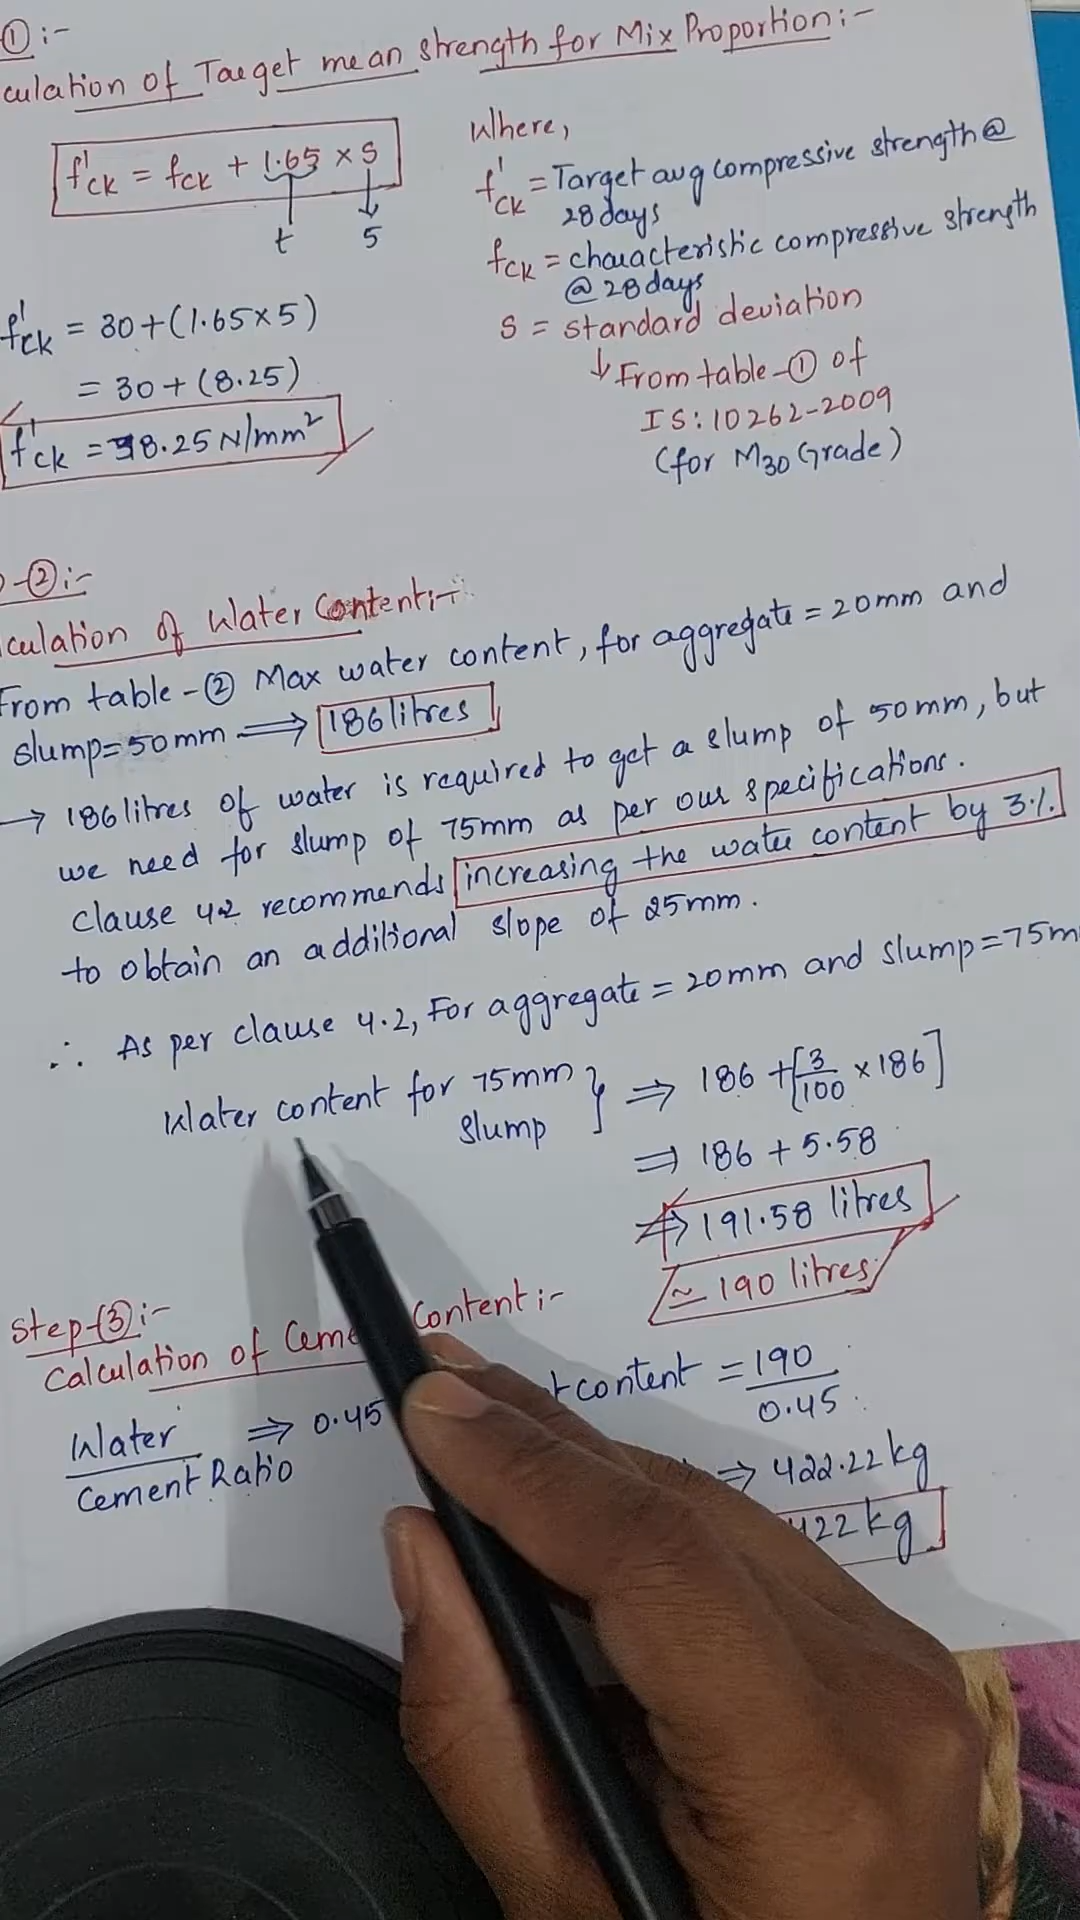 ① :-
culation of Target mean strength for Mix Proportion :-
f'ck = fck + 1.65 × S
t 5
Where,
f'ck = Target avg compressive strength @
28 days
fck = characteristic compressive strength
@ 28 days
S = standard deviation
↓ From table-① of
IS:10262-2009
(for M30 Grade)
f'ck = 30+(1.65×5)
= 30 + (8.25)
f'ck = 38.25 N/mm²
-② :-
culation of Water Content :-
From table-② Max water content, for aggregate = 20mm and
slump = 50mm ⟹ 186 litres
→ 186 litres of water is required to get a slump of 50mm, but
we need for slump of 75mm as per our specifications.
Clause 4.2 recommends increasing the water content by 3%.
to obtain an additional slope of 25mm.
∴ As per clause 4.2, For aggregate = 20mm and slump = 75m
Water content for 75mm } ⇒ 186 + [3/100 × 186]
slump
⇒ 186 + 5.58
⇒ 191.58 litres
≃ 190 litres
Step-③ :-
Calculation of Ceme Content :-
Water / Cement Ratio ⇒ 0.45
t content = 190 / 0.45
⇒ 422.22 kg
422 kg